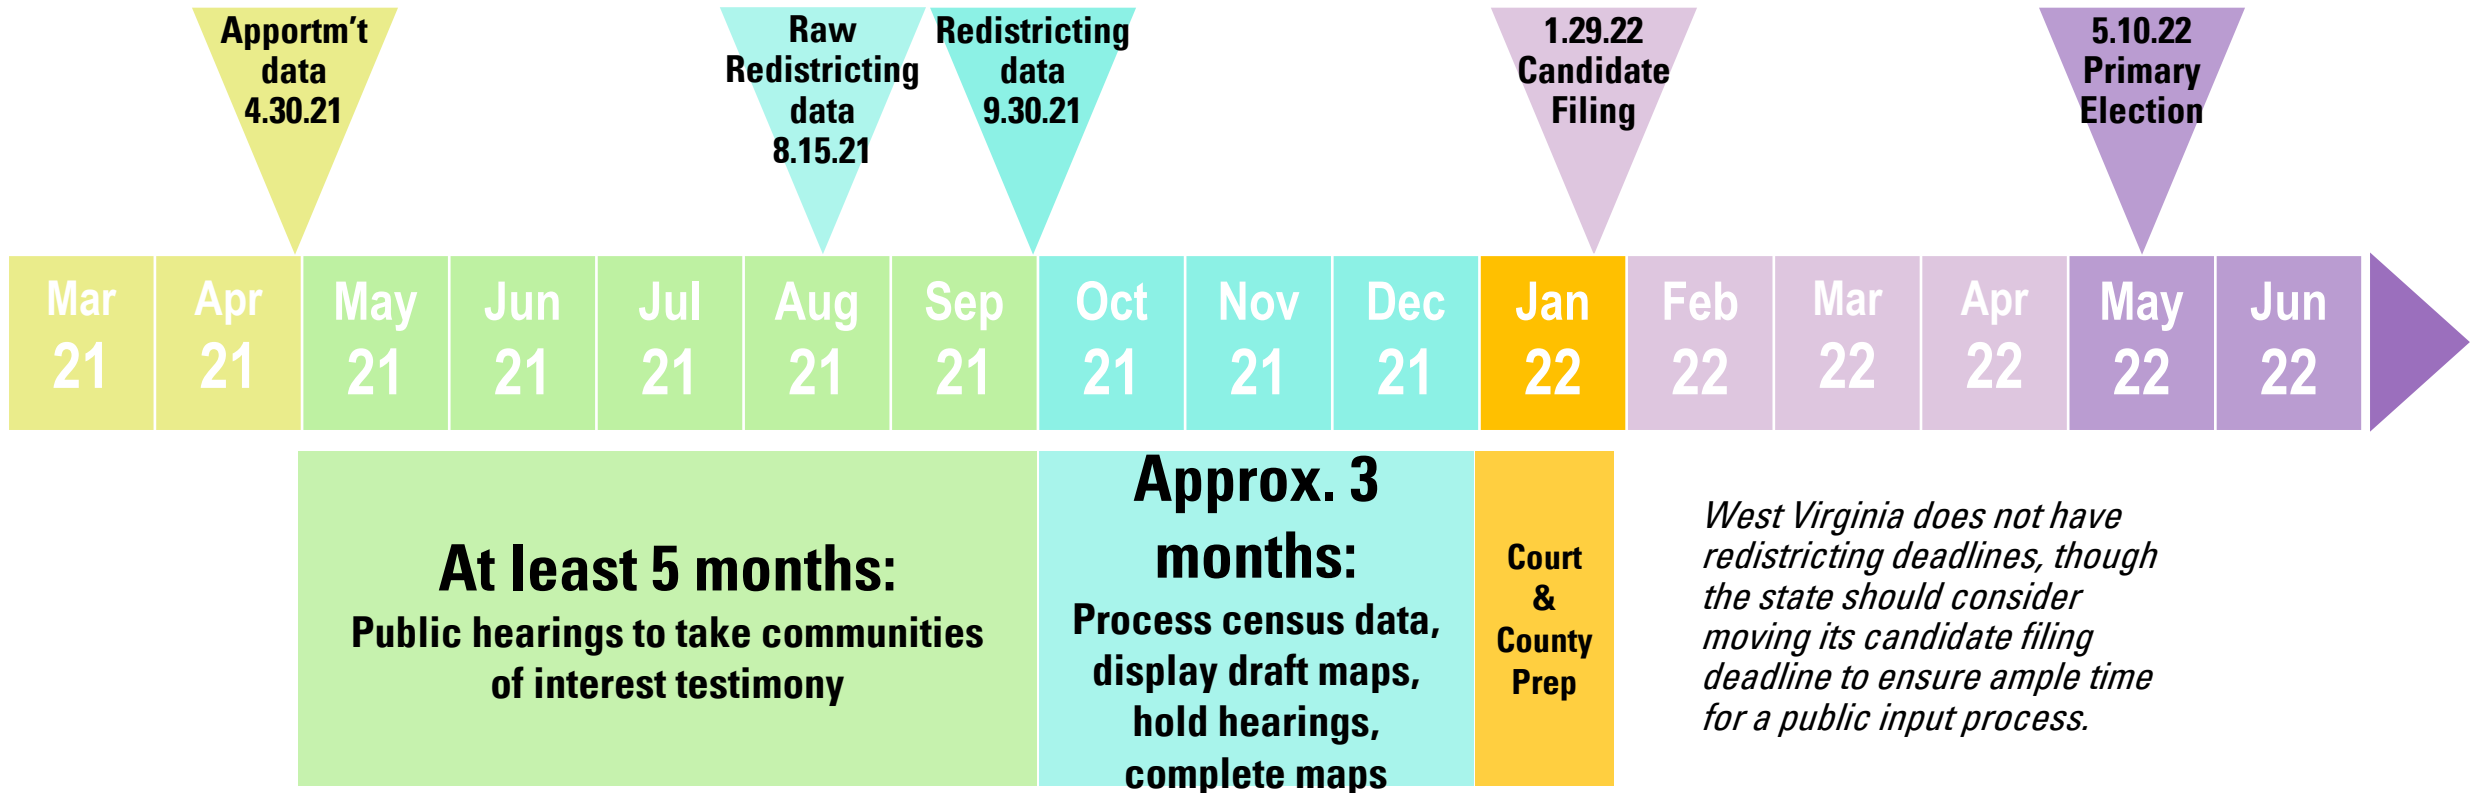 Apportm't
data
4.30.21
Raw
Redistricting
data
8.15.21
Redistricting
data
9.30.21
1.29.22
Candidate
Filing
5.10.22
Primary
Election
Mar
21
Apr
21
May
21
Jun
21
Jul
21
Aug
21
Sep
21
Oct
21
Nov
21
Dec
21
Jan
22
Feb
22
Mar
22
Apr
22
May
22
Jun
22
At least 5 months:
Public hearings to take communities
of interest testimony
Approx. 3
months:
Process census data,
display draft maps,
hold hearings,
complete maps
Court
&
County
Prep
West Virginia does not have
redistricting deadlines, though
the state should consider
moving its candidate filing
deadline to ensure ample time
for a public input process.